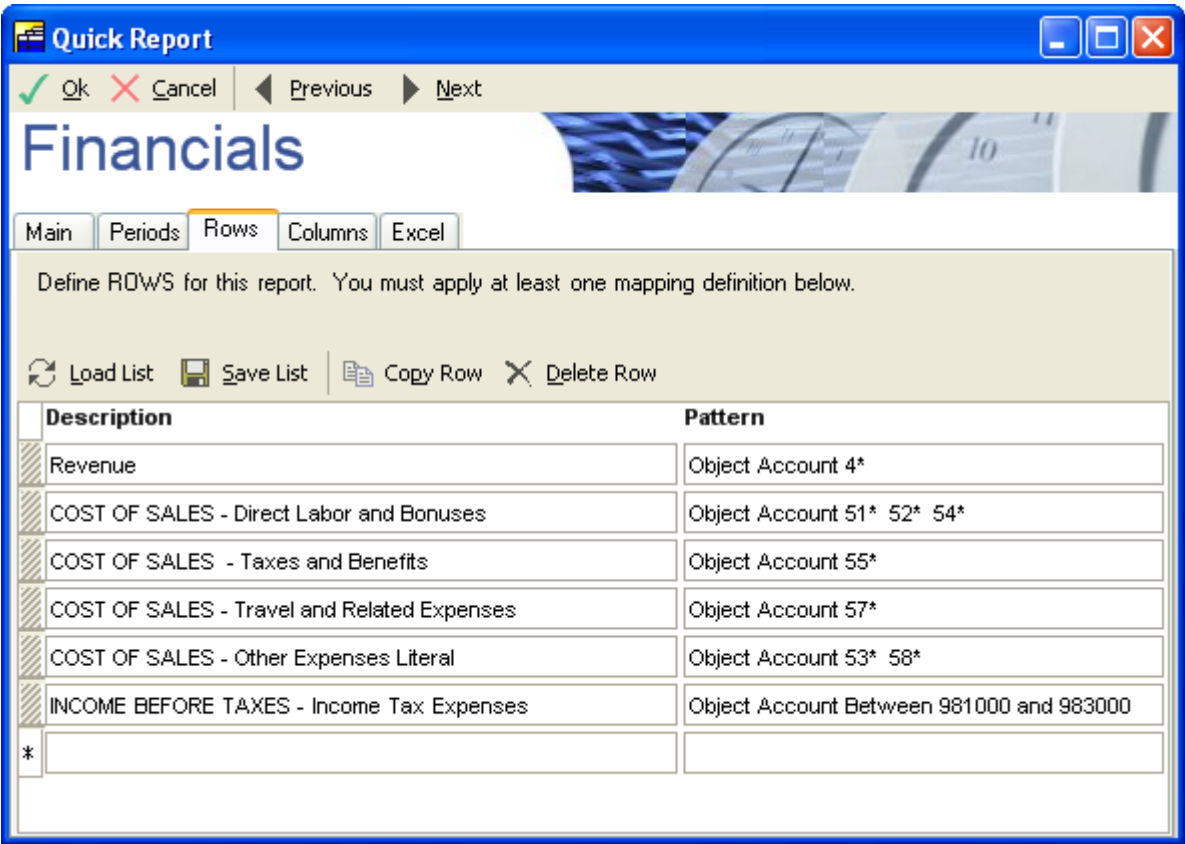 Quick Report
Ok Cancel Previous Next
Financials
10
11
Main Periods Rows Columns Excel
Define ROWS for this report.  You must apply at least one mapping definition below.
Load List Save List Copy Row Delete Row
Description Pattern
Revenue Object Account 4*
COST OF SALES - Direct Labor and Bonuses Object Account 51*  52*  54*
COST OF SALES  - Taxes and Benefits Object Account 55*
COST OF SALES - Travel and Related Expenses Object Account 57*
COST OF SALES - Other Expenses Literal Object Account 53*  58*
INCOME BEFORE TAXES - Income Tax Expenses Object Account Between 981000 and 983000
*